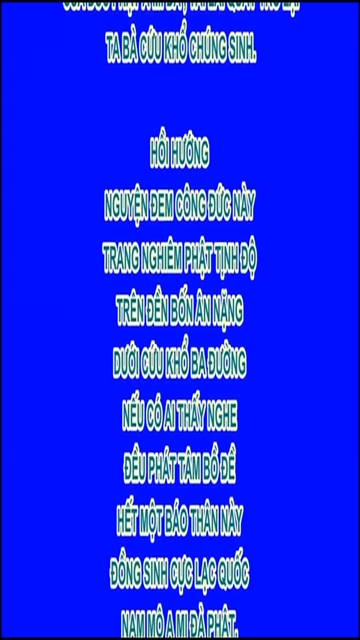 TA BÀ CỨU KHỔ CHÚNG SINH.
HỒI HƯỚNG
NGUYỆN ĐEM CÔNG ĐỨC NÀY
TRANG NGHIÊM PHẬT TỊNH ĐỘ
TRÊN ĐỀN BỐN ÂN NẶNG
DƯỚI CỨU KHỔ BA ĐƯỜNG
NẾU CÓ AI THẤY NGHE
ĐỀU PHÁT TÂM BỒ ĐỀ
HẾT MỘT BÁO THÂN NÀY
ĐỒNG SINH CỰC LẠC QUỐC
NAM MÔ A MI ĐÀ PHẬT.